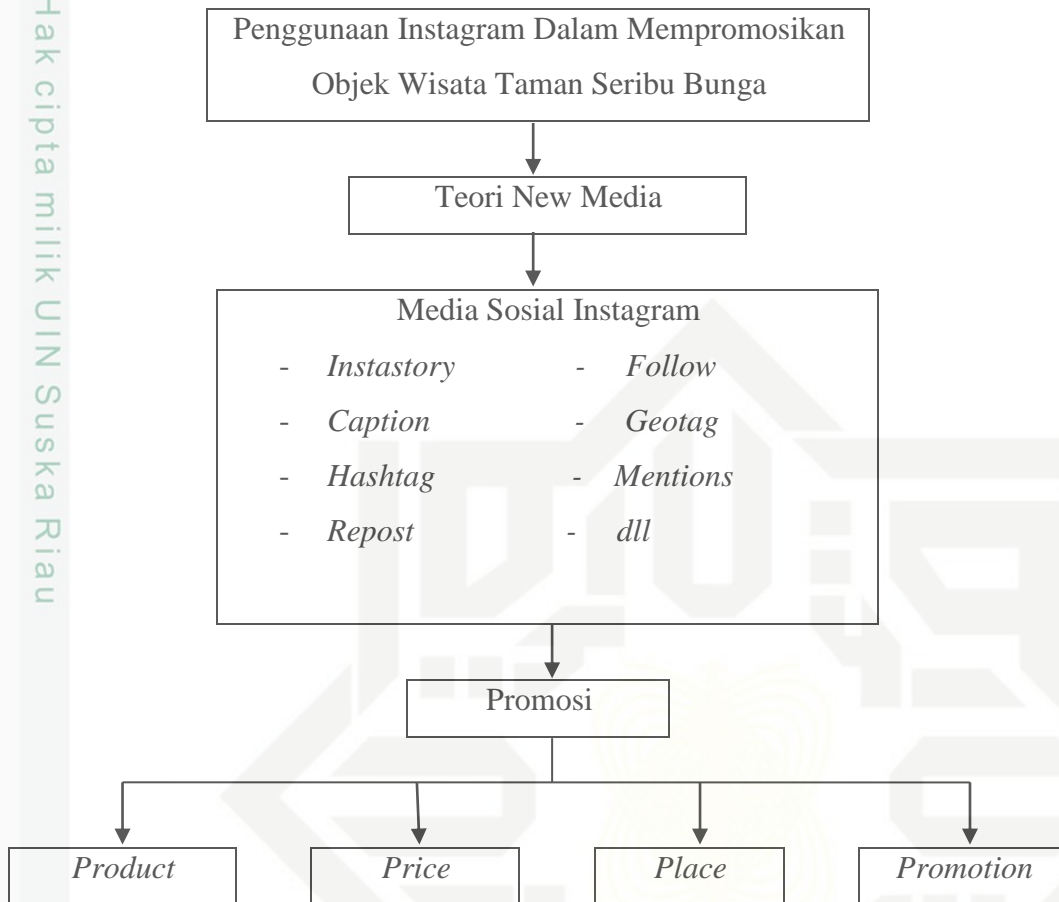 Hak cipta milik UIN Suska Riau
Penggunaan Instagram Dalam Mempromosikan
Objek Wisata Taman Seribu Bunga
Teori New Media
Media Sosial Instagram
- Instastory - Follow
- Caption - Geotag
- Hashtag - Mentions
- Repost - dll
Promosi
Product Price Place Promotion